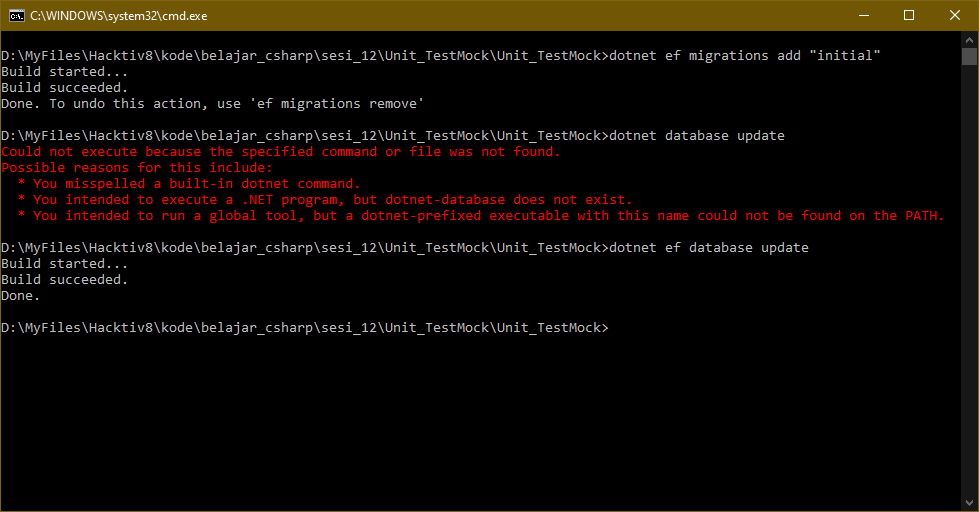 C:\WINDOWS\system32\cmd.exe
D:\MyFiles\Hacktiv8\kode\belajar_csharp\sesi_12\Unit_TestMock\Unit_TestMock>dotnet ef migrations add "initial"
Build started...
Build succeeded.
Done. To undo this action, use 'ef migrations remove'
D:\MyFiles\Hacktiv8\kode\belajar_csharp\sesi_12\Unit_TestMock\Unit_TestMock>dotnet database update
Could not execute because the specified command or file was not found.
Possible reasons for this include:
  * You misspelled a built-in dotnet command.
  * You intended to execute a .NET program, but dotnet-database does not exist.
  * You intended to run a global tool, but a dotnet-prefixed executable with this name could not be found on the PATH.
D:\MyFiles\Hacktiv8\kode\belajar_csharp\sesi_12\Unit_TestMock\Unit_TestMock>dotnet ef database update
Build started...
Build succeeded.
Done.
D:\MyFiles\Hacktiv8\kode\belajar_csharp\sesi_12\Unit_TestMock\Unit_TestMock>